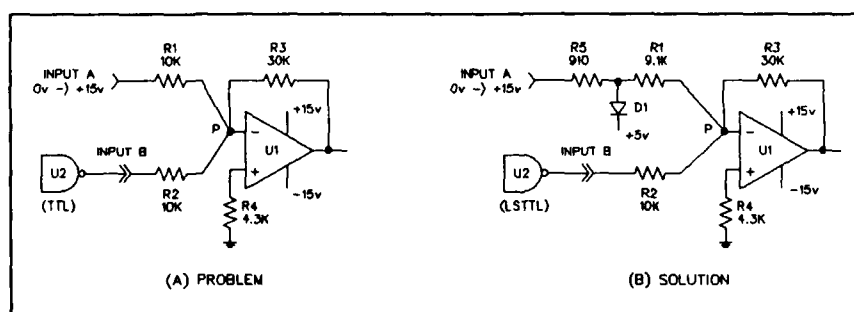 R1
10K
R3
30K
INPUT A
0v -> +15v
+15v
P
-
U1
+
INPUT B
U2
(TTL)
R2
10K
-15v
R4
4.3K
(A) PROBLEM
R5
910
R1
9.1K
R3
30K
INPUT A
0v -> +15v
D1
+5v
+15v
P
-
U1
+
INPUT B
U2
(LSTTL)
R2
10K
-15v
R4
4.3K
(B) SOLUTION